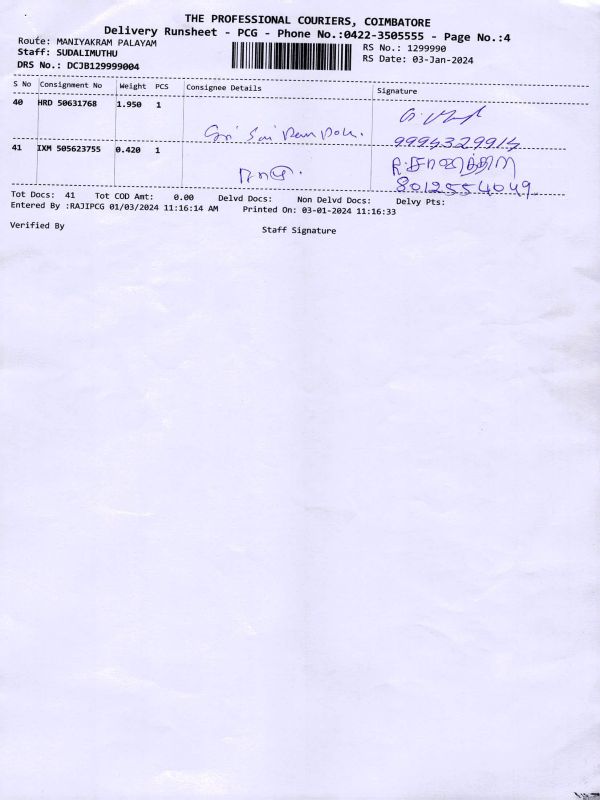 THE PROFESSIONAL COURIERS, COIMBATORE
Delivery Runsheet - PCG - Phone No.:0422-3505555 - Page No.:4
Route: MANIYAKRAM PALAYAM
RS No.: 1299990
Staff: SUDALIMUTHU
RS Date: 03-Jan-2024
DRS No.: DCJB129999004
S No Consignment No Weight PCS Consignee Details Signature
40 HRD 50631768 1.950 1
Sri Sai
9994329914
41 IXM 505623755 0.420 1
8012554049
Tot Docs: 41 Tot COD Amt: 0.00 Delvd Docs: Non Delvd Docs: Delvy Pts:
Entered By :RAJIPCG 01/03/2024 11:16:14 AM Printed On: 03-01-2024 11:16:33
Verified By Staff Signature